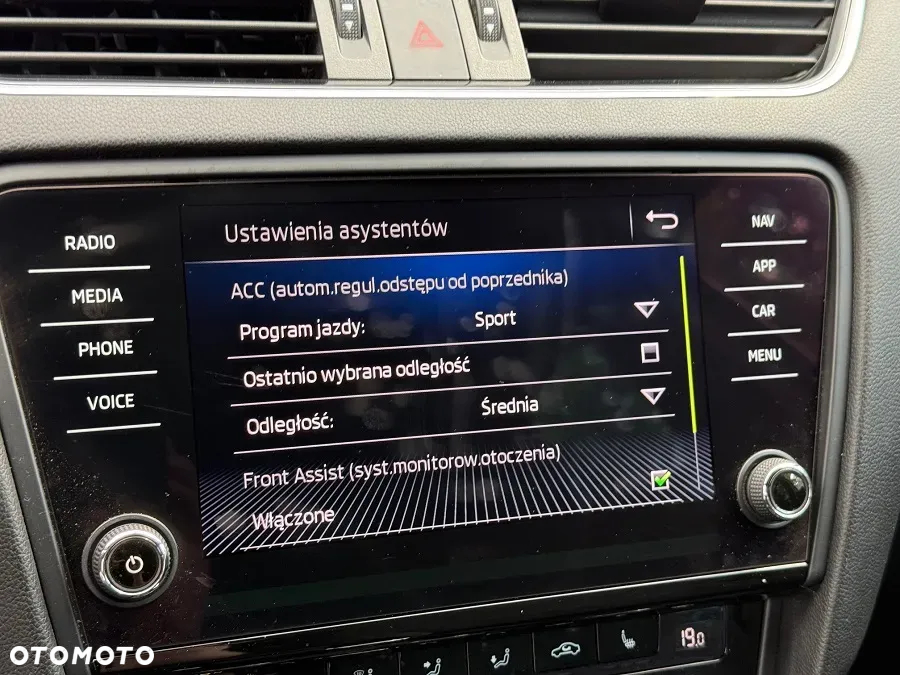 RADIO
MEDIA
PHONE
VOICE
Ustawienia asystentów
ACC (autom.regul.odstępu od poprzednika)
Program jazdy: Sport
Ostatnio wybrana odległość
Odległość: Średnia
Front Assist (syst.monitorow.otoczenia)
Włączone
NAV
APP
CAR
MENU
19.0
OTOMOTO